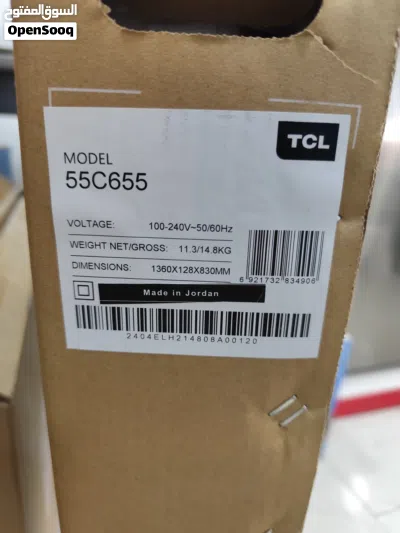 السوق المفتوح
OpenSooq
TCL
MODEL
55C655
VOLTAGE: 100-240V~50/60Hz
WEIGHT NET/GROSS: 11.3/14.8KG
DIMENSIONS: 1360X128X830MM
6 921732 834906
Made in Jordan
2404ELH214808A00120